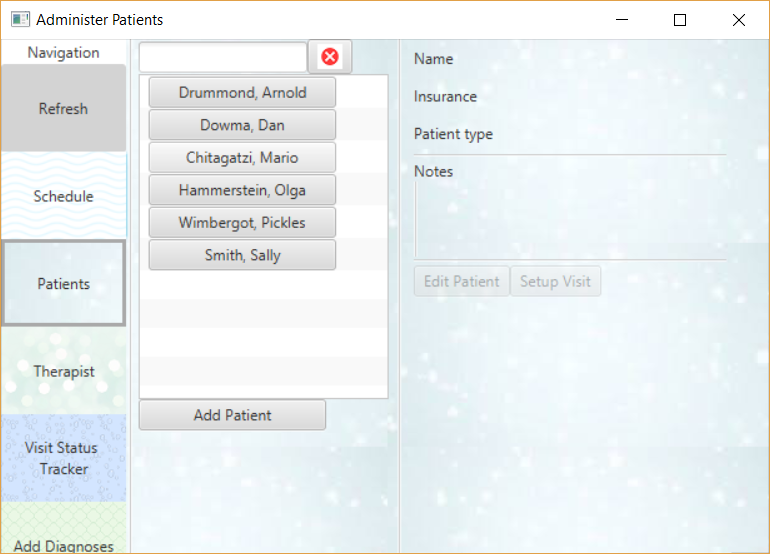 Administer Patients
Navigation
Refresh
Schedule
Patients
Therapist
Visit Status
Tracker
Add Diagnoses
Drummond, Arnold
Dowma, Dan
Chitagatzi, Mario
Hammerstein, Olga
Wimbergot, Pickles
Smith, Sally
Add Patient
Name
Insurance
Patient type
Notes
Edit Patient
Setup Visit